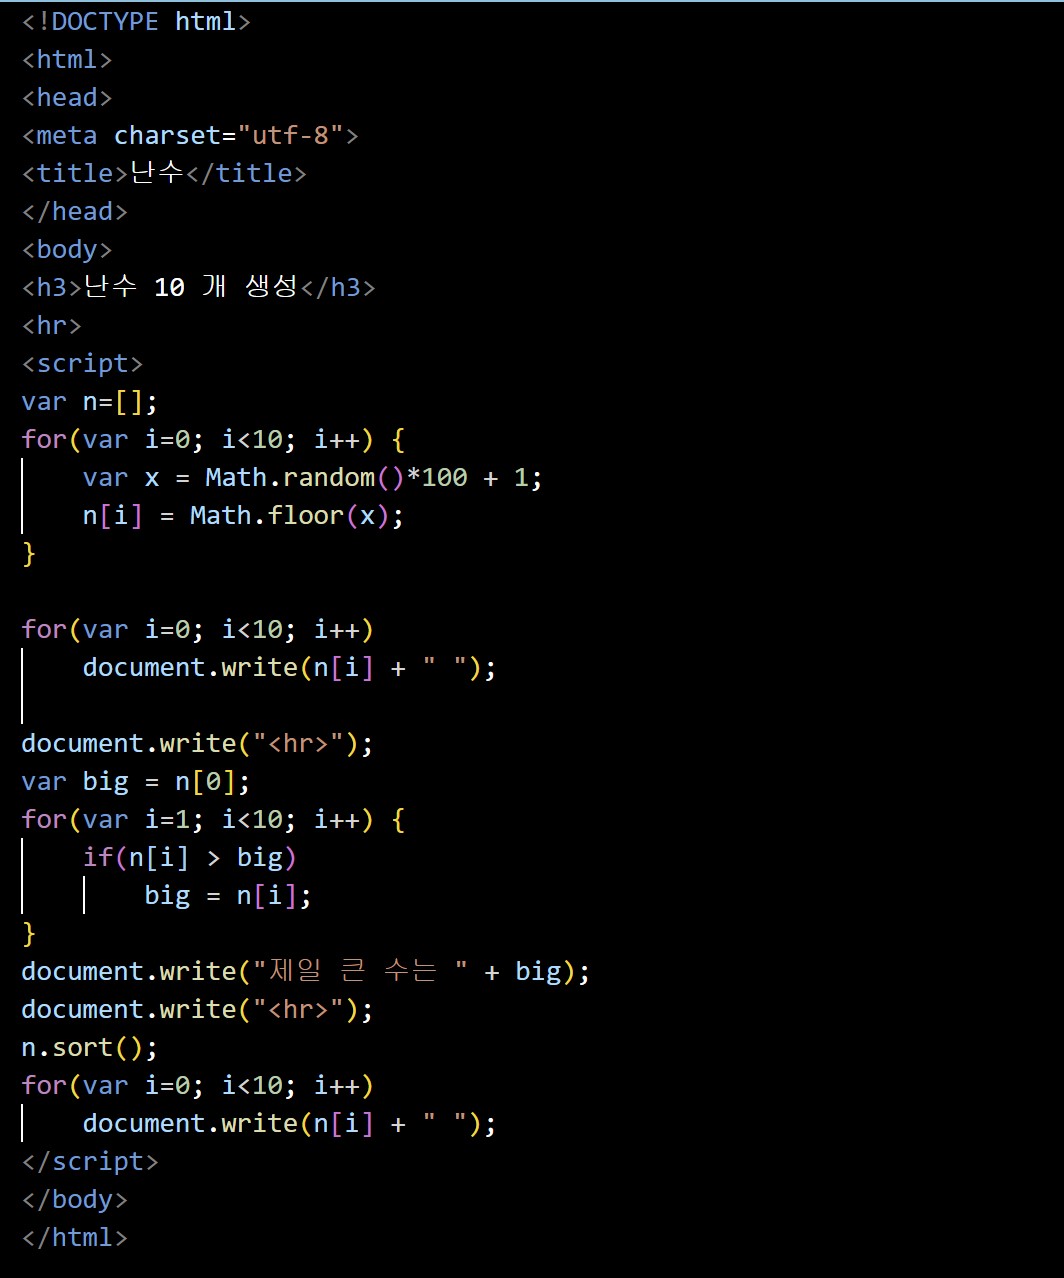 <!DOCTYPE html>
<html>
<head>
<meta charset="utf-8">
<title>난수</title>
</head>
<body>
<h3>난수 10 개 생성</h3>
<hr>
<script>
var n=[];
for(var i=0; i<10; i++) {
    var x = Math.random()*100 + 1;
    n[i] = Math.floor(x);
}

for(var i=0; i<10; i++)
    document.write(n[i] + " ");

document.write("<hr>");
var big = n[0];
for(var i=1; i<10; i++) {
    if(n[i] > big)
        big = n[i];
}
document.write("제일 큰 수는 " + big);
document.write("<hr>");
n.sort();
for(var i=0; i<10; i++)
    document.write(n[i] + " ");
</script>
</body>
</html>